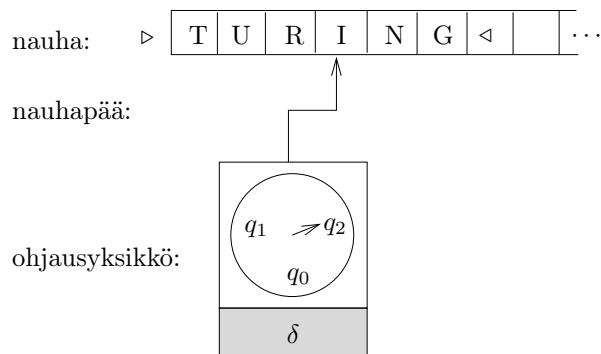 nauha: ▷ T U R I N G ◁ ···
nauhapää:
q₁ q₂
ohjausyksikkö:
q₀
δ